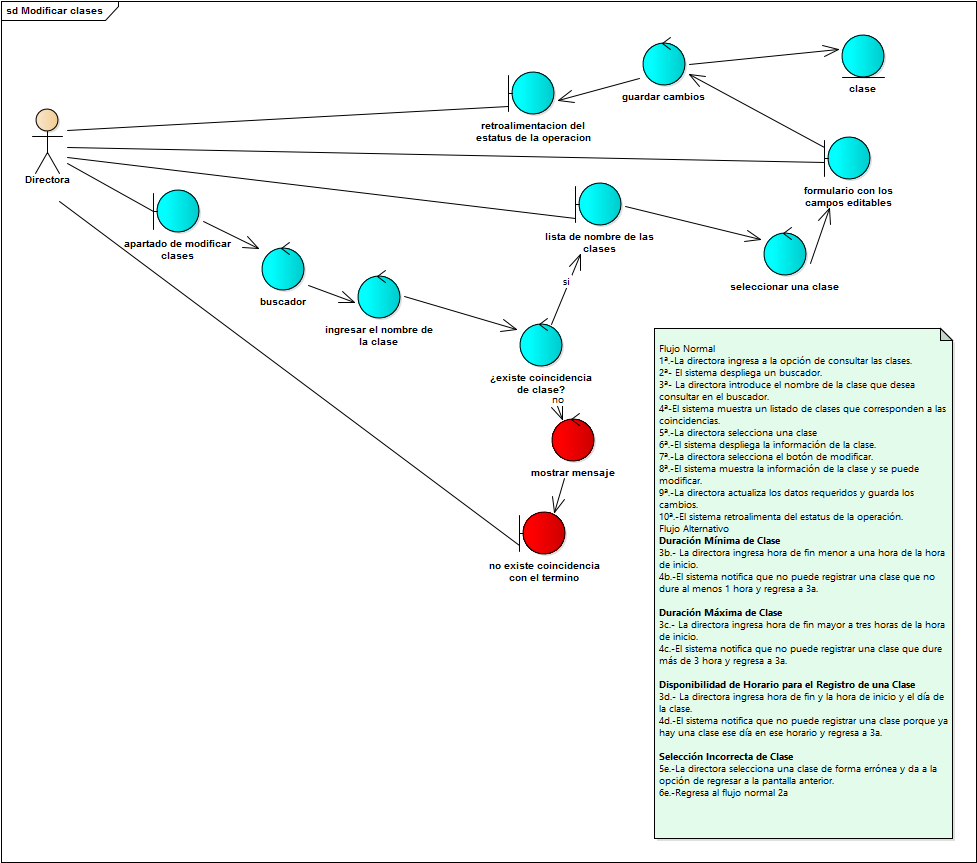 sd Modificar clases
guardar cambios
clase
retroalimentacion del
estatus de la operacion
Directora
formulario con los
campos editables
apartado de modificar
clases
lista de nombre de las
clases
seleccionar una clase
buscador
si
ingresar el nombre de
la clase
¿existe coincidencia
de clase?
no
mostrar mensaje
no existe coincidencia
con el termino
Flujo Normal
1ª.-La directora ingresa a la opción de consultar las clases.
2ª- El sistema despliega un buscador.
3ª- La directora introduce el nombre de la clase que desea
consultar en el buscador.
4ª-El sistema muestra un listado de clases que corresponden a las
coincidencias.
5ª.-La directora selecciona una clase
6ª.-El sistema despliega la información de la clase.
7ª.-La directora selecciona el botón de modificar.
8ª.-El sistema muestra la información de la clase y se puede
modificar.
9ª.-La directora actualiza los datos requeridos y guarda los
cambios.
10ª.-El sistema retroalimenta del estatus de la operación.
Flujo Alternativo
Duración Mínima de Clase
3b.- La directora ingresa hora de fin menor a una hora de la hora
de inicio.
4b.-El sistema notifica que no puede registrar una clase que no
dure al menos 1 hora y regresa a 3a.
Duración Máxima de Clase
3c.- La directora ingresa hora de fin mayor a tres horas de la hora
de inicio.
4c.-El sistema notifica que no puede registrar una clase que dure
más de 3 hora y regresa a 3a.
Disponibilidad de Horario para el Registro de una Clase
3d.- La directora ingresa hora de fin y la hora de inicio y el día de
la clase.
4d.-El sistema notifica que no puede registrar una clase porque ya
hay una clase ese día en ese horario y regresa a 3a.
Selección Incorrecta de Clase
5e.-La directora selecciona una clase de forma errónea y da a la
opción de regresar a la pantalla anterior.
6e.-Regresa al flujo normal 2a